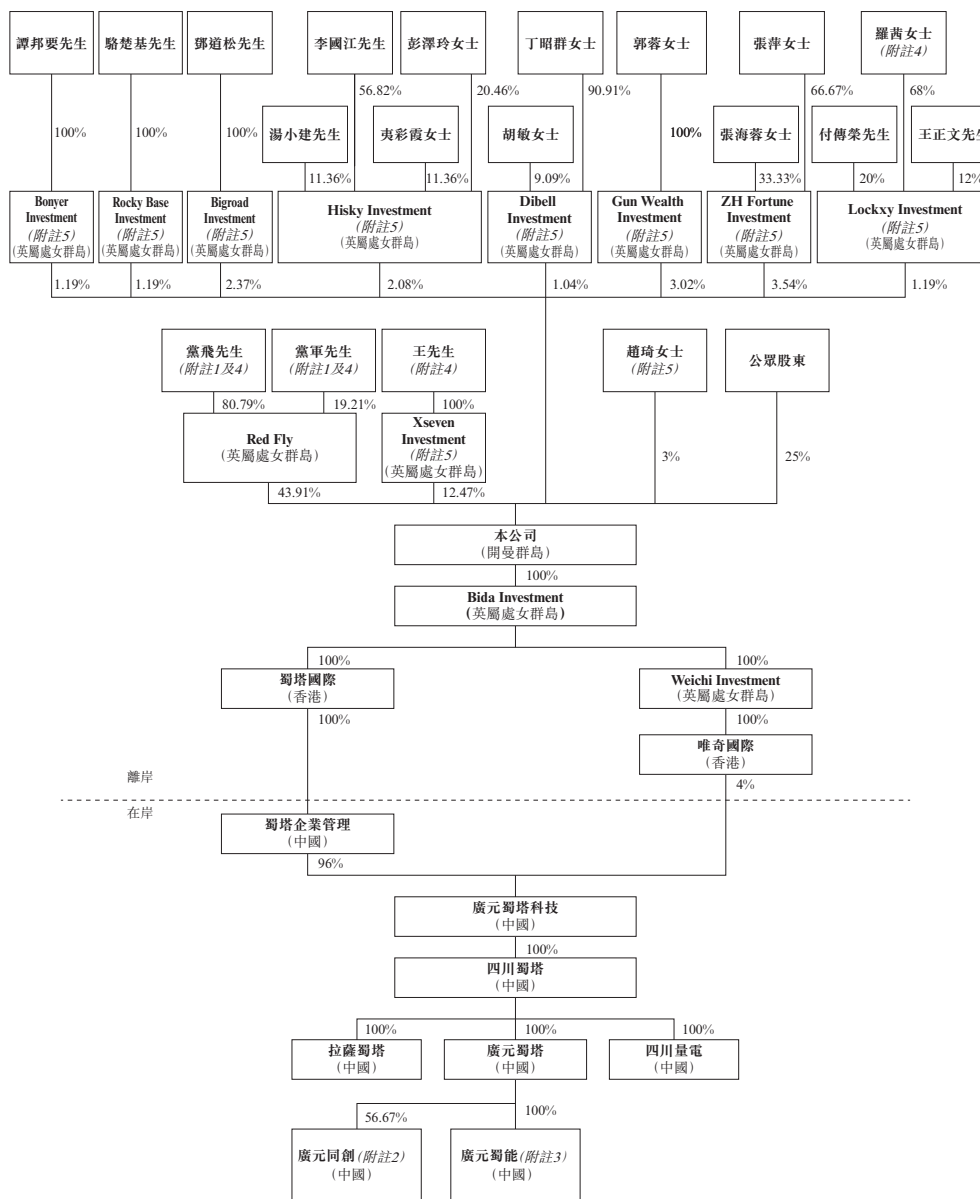 譚邦要先生
駱楚基先生
鄧道松先生
李國江先生
彭澤玲女士
丁昭群女士
郭蓉女士
張萍女士
羅茜女士
(附註4)
56.82%
20.46%
90.91%
66.67%
68%
100%
100%
100%
湯小建先生
夷彩霞女士
胡敏女士
100%
張海蓉女士
付傳榮先生
王正文先生
11.36%
11.36%
9.09%
33.33%
20%
12%
Bonyer
Investment
(附註5)
(英屬處女群島)
Rocky Base
Investment
(附註5)
(英屬處女群島)
Bigroad
Investment
(附註5)
(英屬處女群島)
Hisky Investment
(附註5)
(英屬處女群島)
Dibell
Investment
(附註5)
(英屬處女群島)
Gun Wealth
Investment
(附註5)
(英屬處女群島)
ZH Fortune
Investment
(附註5)
(英屬處女群島)
Lockxy Investment
(附註5)
(英屬處女群島)
1.19%
1.19%
2.37%
2.08%
1.04%
3.02%
3.54%
1.19%
黨飛先生
(附註1及4)
黨軍先生
(附註1及4)
王先生
(附註4)
趙琦女士
(附註5)
公眾股東
80.79%
19.21%
100%
Red Fly
(英屬處女群島)
Xseven
Investment
(附註5)
(英屬處女群島)
3%
25%
43.91%
12.47%
本公司
(開曼群島)
100%
Bida Investment
(英屬處女群島)
100%
100%
蜀塔國際
(香港)
Weichi Investment
(英屬處女群島)
100%
100%
唯奇國際
(香港)
離岸
4%
在岸
蜀塔企業管理
(中國)
96%
廣元蜀塔科技
(中國)
100%
四川蜀塔
(中國)
100%
100%
100%
拉薩蜀塔
(中國)
廣元蜀塔
(中國)
四川量電
(中國)
56.67%
100%
廣元同創(附註2)
(中國)
廣元蜀能(附註3)
(中國)